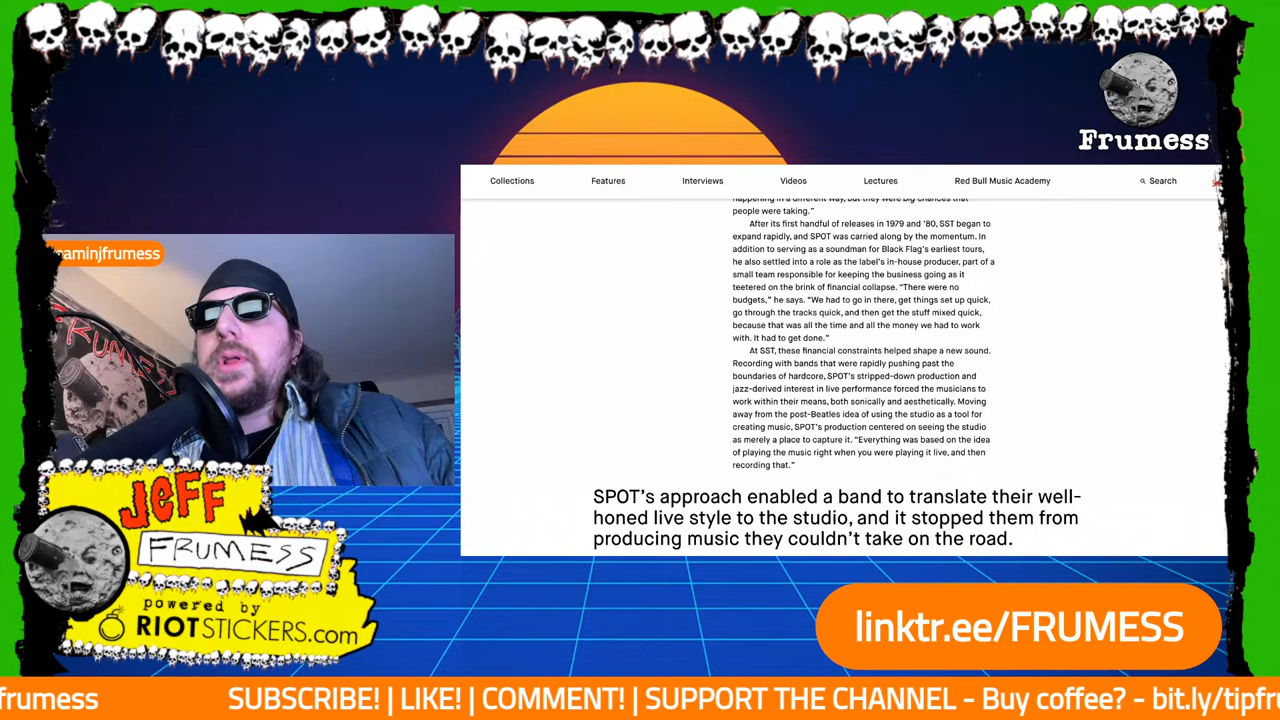 Frumess
Collections Features Interviews Videos Lectures Red Bull Music Academy Search
happening in a different way, but they were big chances that
people were taking.”
After its first handful of releases in 1979 and ’80, SST began to
expand rapidly, and SPOT was carried along by the momentum. In
addition to serving as a soundman for Black Flag’s earliest tours,
he also settled into a role as the label’s in-house producer, part of a
small team responsible for keeping the business going as it
teetered on the brink of financial collapse. “There were no
budgets,” he says. “We had to go in there, get things set up quick,
go through the tracks quick, and then get the stuff mixed quick,
because that was all the time and all the money we had to work
with. It had to get done.”
At SST, these financial constraints helped shape a new sound.
Recording with bands that were rapidly pushing past the
boundaries of hardcore, SPOT’s stripped-down production and
jazz-derived interest in live performance forced the musicians to
work within their means, both sonically and aesthetically. Moving
away from the post-Beatles idea of using the studio as a tool for
creating music, SPOT’s production centered on seeing the studio
as merely a place to capture it. “Everything was based on the idea
of playing the music right when you were playing it live, and then
recording that.”
SPOT’s approach enabled a band to translate their well-
honed live style to the studio, and it stopped them from
producing music they couldn’t take on the road.
naminjfrumess
FRUMESS
JEFF
FRUMESS
powered by
RIOTSTICKERS.com
linktr.ee/FRUMESS
frumess SUBSCRIBE! | LIKE! | COMMENT! | SUPPORT THE CHANNEL - Buy coffee? - bit.ly/tipfru